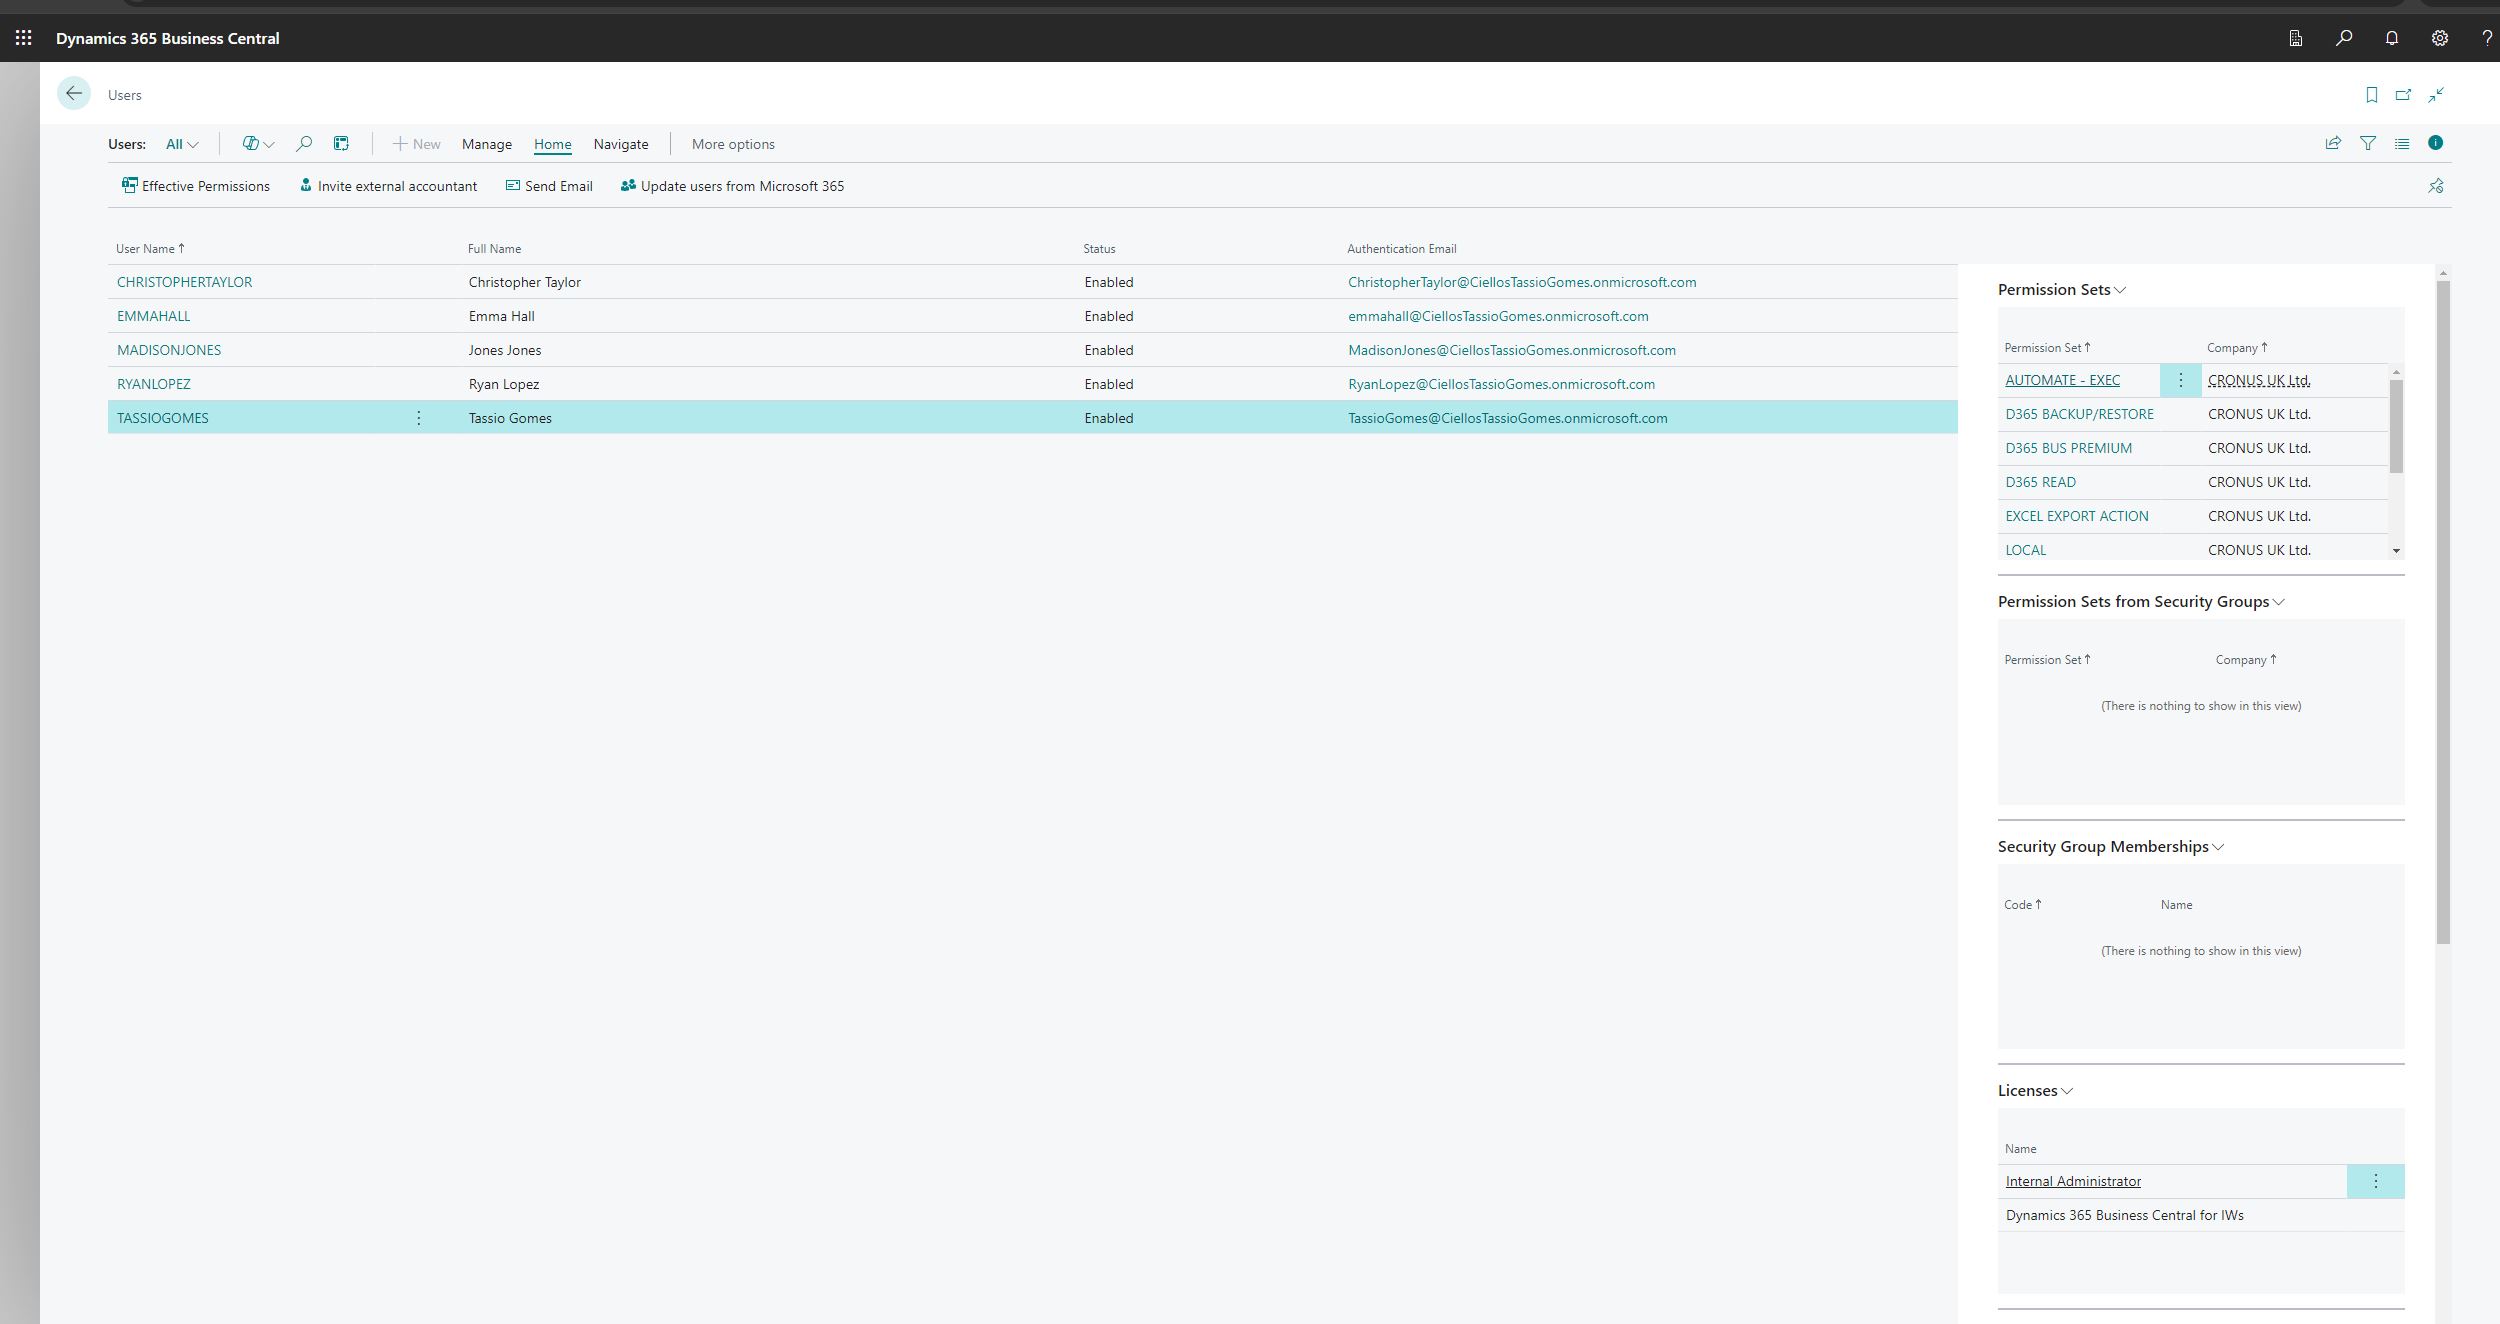 Dynamics 365 Business Central
?
Users
Users: All New Manage Home Navigate More options
Effective Permissions Invite external accountant Send Email Update users from Microsoft 365
User Name Full Name Status Authentication Email
CHRISTOPHERTAYLOR Christopher Taylor Enabled ChristopherTaylor@CiellosTassioGomes.onmicrosoft.com
EMMAHALL Emma Hall Enabled emmahall@CiellosTassioGomes.onmicrosoft.com
MADISONJONES Jones Jones Enabled MadisonJones@CiellosTassioGomes.onmicrosoft.com
RYANLOPEZ Ryan Lopez Enabled RyanLopez@CiellosTassioGomes.onmicrosoft.com
TASSIOGOMES Tassio Gomes Enabled TassioGomes@CiellosTassioGomes.onmicrosoft.com
Permission Sets
Permission Set Company
AUTOMATE - EXEC CRONUS UK Ltd.
D365 BACKUP/RESTORE CRONUS UK Ltd.
D365 BUS PREMIUM CRONUS UK Ltd.
D365 READ CRONUS UK Ltd.
EXCEL EXPORT ACTION CRONUS UK Ltd.
LOCAL CRONUS UK Ltd.
Permission Sets from Security Groups
Permission Set Company
(There is nothing to show in this view)
Security Group Memberships
Code Name
(There is nothing to show in this view)
Licenses
Name
Internal Administrator
Dynamics 365 Business Central for IWs